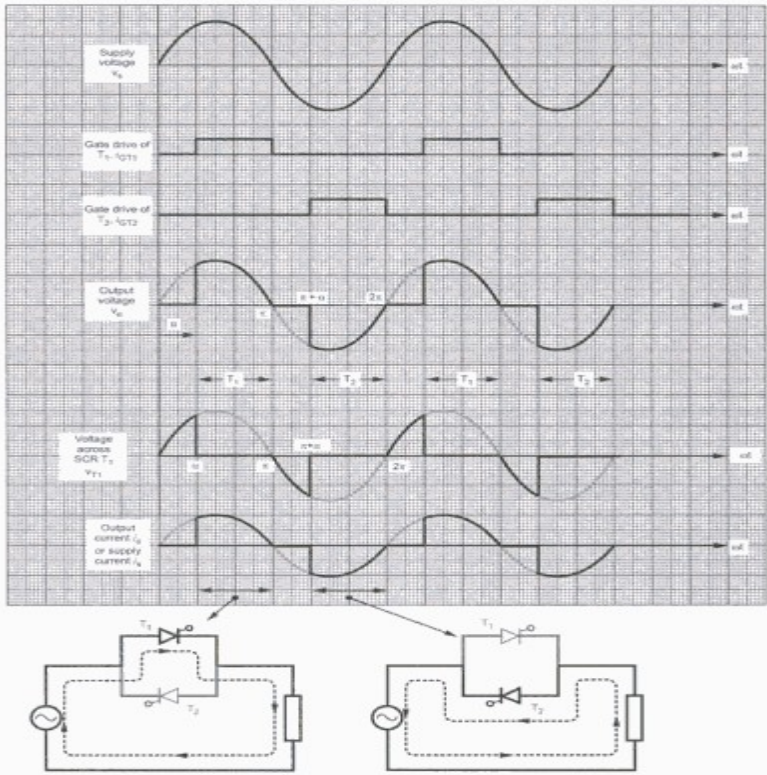 Supply
voltage
vs
ωt
Gate drive of
T1, iGT1
ωt
Gate drive of
T2, iGT2
ωt
Output
voltage
vo
α
π
π + α
2π
ωt
T1
T2
T1
T2
Voltage
across
SCR T1
vT1
α
π
π+α
2π
ωt
Output
current io
or supply
current is
ωt
T1
T2
T1
T2